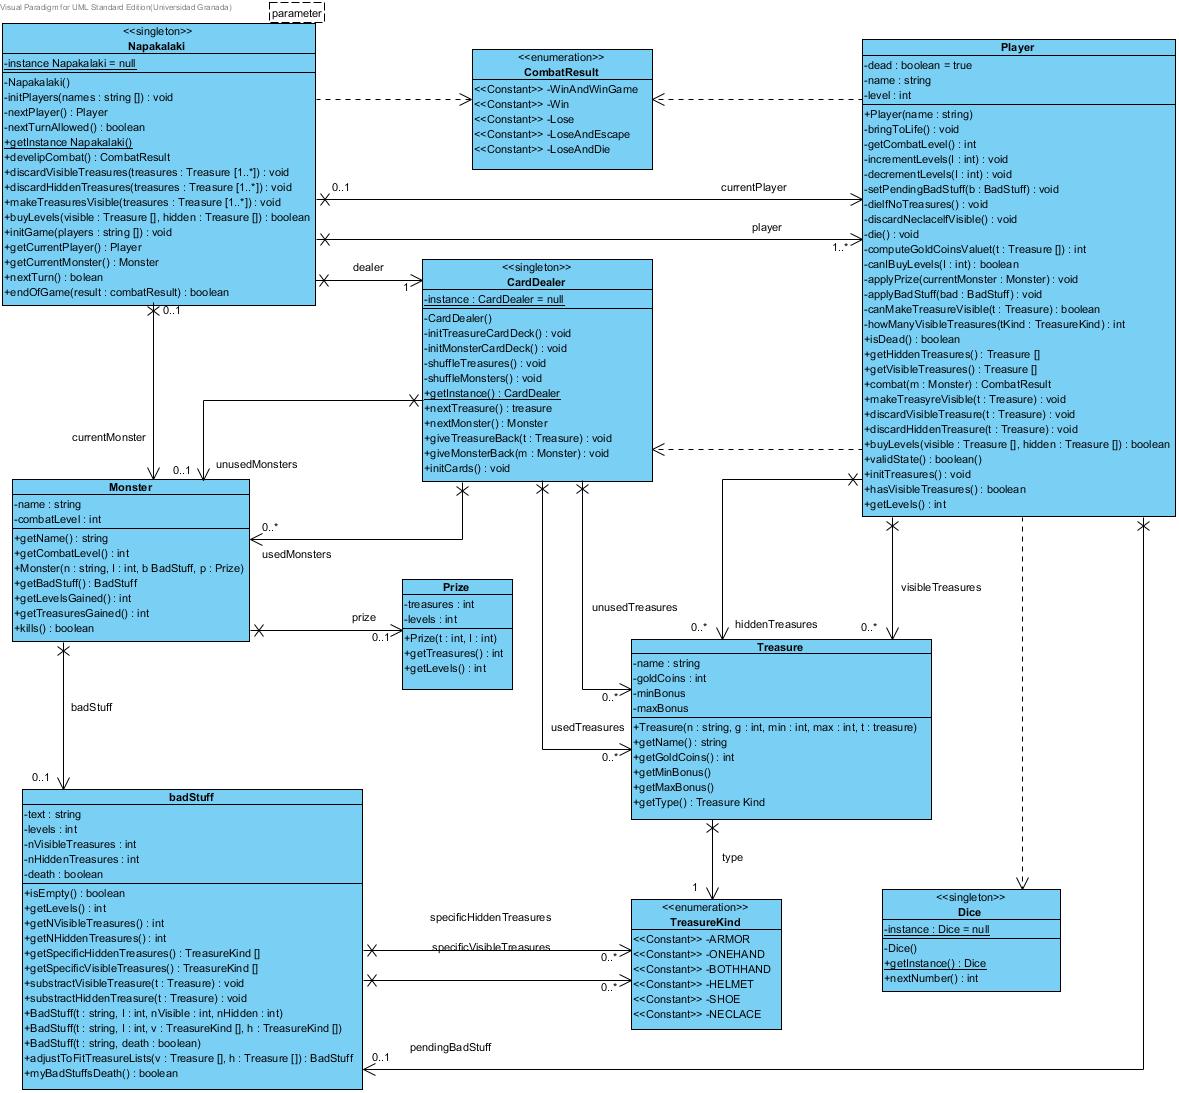 Visual Paradigm for UML Standard Edition(Universidad Granada)
parameter
<<singleton>>
Napakalaki
-instance Napakalaki = null
-Napakalaki()
-initPlayers(names : string []) : void
-nextPlayer() : Player
-nextTurnAllowed() : boolean
+getInstance Napakalaki()
+develipCombat() : CombatResult
+discardVisibleTreasures(treasures : Treasure [1..*]) : void
+discardHiddenTreasures(treasures : Treasure [1..*]) : void
+makeTreasuresVisible(treasures : Treasure [1..*]) : void
+buyLevels(visible : Treasure [], hidden : Treasure []) : boolean
+initGame(players : string []) : void
+getCurrentPlayer() : Player
+getCurrentMonster() : Monster
+nextTurn() : bolean
+endOfGame(result : combatResult) : boolean
<<enumeration>>
CombatResult
<<Constant>> -WinAndWinGame
<<Constant>> -Win
<<Constant>> -Lose
<<Constant>> -LoseAndEscape
<<Constant>> -LoseAndDie
Player
-dead : boolean = true
-name : string
-level : int
+Player(name : string)
-bringToLife() : void
-getCombatLevel() : int
-incrementLevels(l : int) : void
-decrementLevels(l : int) : void
-setPendingBadStuff(b : BadStuff) : void
-dielfNoTreasures() : void
-discardNeclacelfVisible() : void
-die() : void
-computeGoldCoinsValuet(t : Treasure []) : int
-canIBuyLevels(l : int) : boolean
-applyPrize(currentMonster : Monster) : void
-applyBadStuff(bad : BadStuff) : void
-canMakeTreasureVisible(t : Treasure) : boolean
-howManyVisibleTreasures(tKind : TreasureKind) : int
+isDead() : boolean
+getHiddenTreasures() : Treasure []
+getVisibleTreasures() : Treasure []
+combat(m : Monster) : CombatResult
+makeTreasyreVisible(t : Treasure) : void
+discardVisibleTreasure(t : Treasure) : void
+discardHiddenTreasure(t : Treasure) : void
+buyLevels(visible : Treasure [], hidden : Treasure []) : boolean
+validState() : boolean()
+initTreasures() : void
+hasVisibleTreasures() : boolean
+getLevels() : int
0..1
currentPlayer
player
1..*
dealer
1
0..1
<<singleton>>
CardDealer
-instance : CardDealer = null
-CardDealer()
-initTreasureCardDeck() : void
-initMonsterCardDeck() : void
-shuffleTreasures() : void
-shuffleMonsters() : void
+getInstance() : CardDealer
+nextTreasure() : treasure
+nextMonster() : Monster
+giveTreasureBack(t : Treasure) : void
+giveMonsterBack(m : Monster) : void
+initCards() : void
currentMonster
0..1
unusedMonsters
0..*
usedMonsters
Monster
-name : string
-combatLevel : int
+getName() : string
+getCombatLevel() : int
+Monster(n : string, l : int, b BadStuff, p : Prize)
+getBadStuff() : BadStuff
+getLevelsGained() : int
+getTreasuresGained() : int
+kills() : boolean
prize
0..1
Prize
-treasures : int
-levels : int
+Prize(t : int, l : int)
+getTreasures() : int
+getLevels() : int
unusedTreasures
0..*
hiddenTreasures
visibleTreasures
0..*
0..*
usedTreasures
0..*
Treasure
-name : string
-goldCoins : int
-minBonus
-maxBonus
+Treasure(n : string, g : int, min : int, max : int, t : treasure)
+getName() : string
+getGoldCoins() : int
+getMinBonus()
+getMaxBonus()
+getType() : Treasure Kind
badStuff
0..1
badStuff
-text : string
-levels : int
-nVisibleTreasures : int
-nHiddenTreasures : int
-death : boolean
+isEmpty() : boolean
+getLevels() : int
+getNVisibleTreasures() : int
+getNHiddenTreasures() : int
+getSpecificHiddenTreasures() : TreasureKind []
+getSpecificVisibleTreasures() : TreasureKind []
+substractVisibleTreasure(t : Treasure) : void
+substractHiddenTreasure(t : Treasure) : void
+BadStuff(t : string, l : int, nVisible : int, nHidden : int)
+BadStuff(t : string, l : int, v : TreasureKind [], h : TreasureKind [])
+BadStuff(t : string, death : boolean)
+adjustToFitTreasureLists(v : Treasure [], h : Treasure []) : BadStuff
+myBadStuffsDeath() : boolean
type
1
specificHiddenTreasures
0..*
specificVisibleTreasures
0..*
<<enumeration>>
TreasureKind
<<Constant>> -ARMOR
<<Constant>> -ONEHAND
<<Constant>> -BOTHHAND
<<Constant>> -HELMET
<<Constant>> -SHOE
<<Constant>> -NECLACE
<<singleton>>
Dice
-instance : Dice = null
-Dice()
+getInstance() : Dice
+nextNumber() : int
pendingBadStuff
0..1